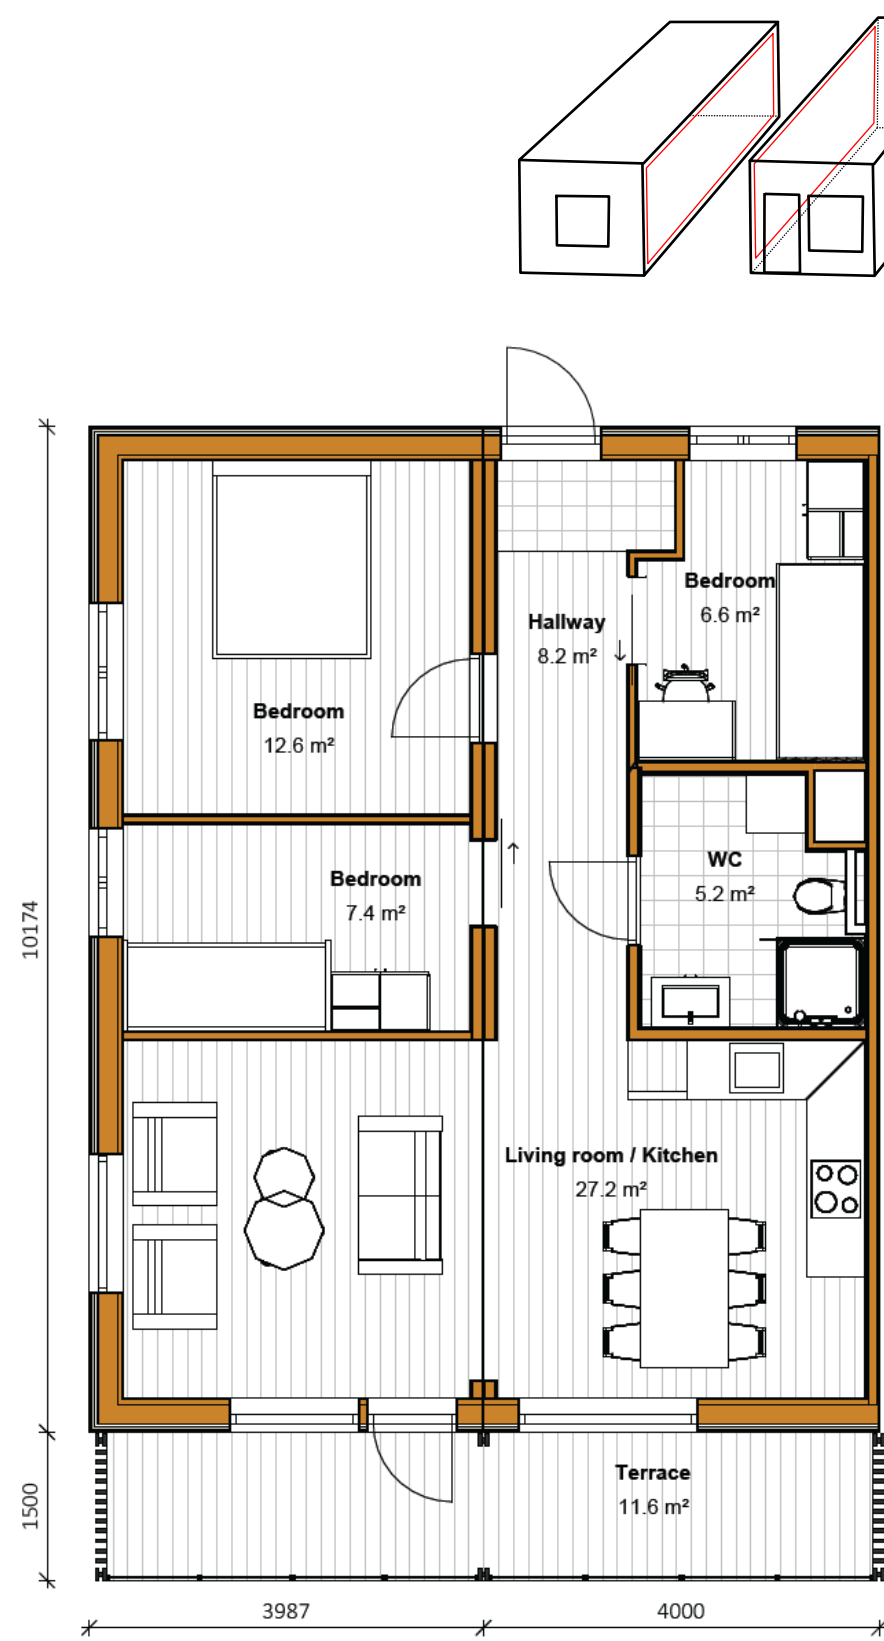 Bedroom
6.6 m²
Hallway
8.2 m²
Bedroom
12.6 m²
WC
5.2 m²
Bedroom
7.4 m²
10174
Living room / Kitchen
27.2 m²
Terrace
11.6 m²
1500
3987
4000